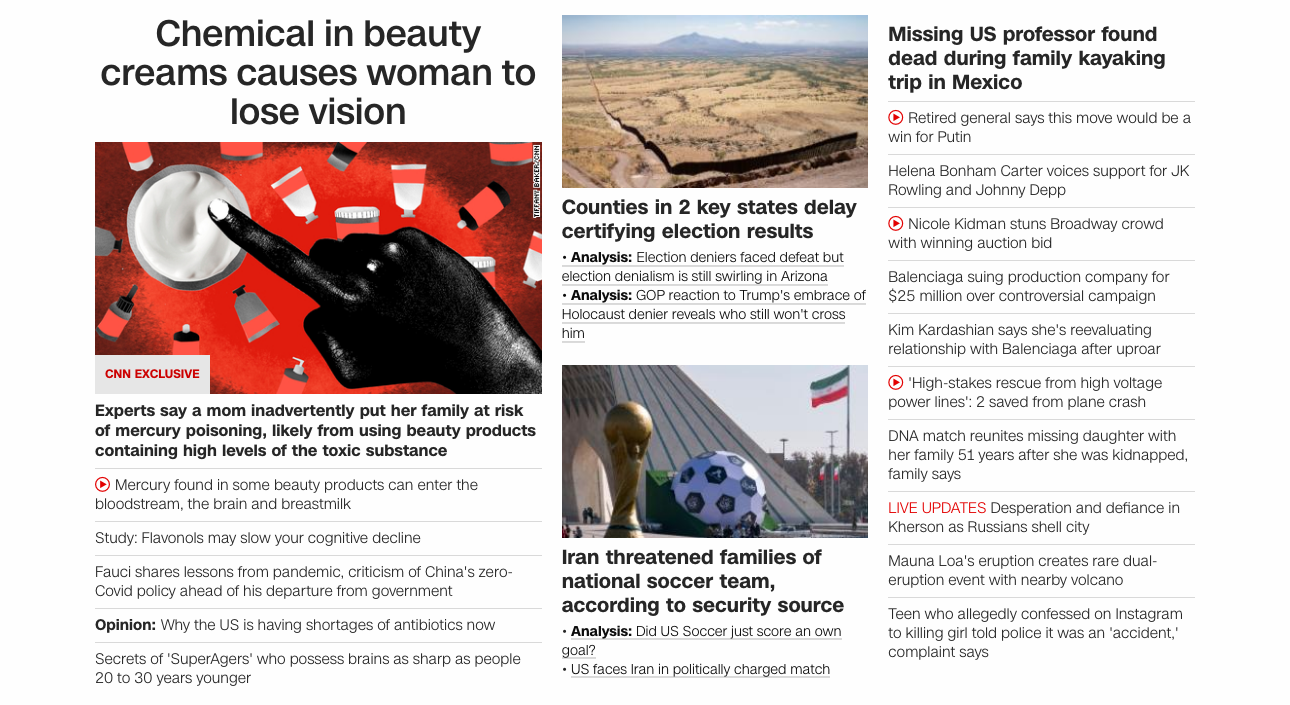 Chemical in beauty
creams causes woman to
lose vision
TIFFANY BAKER/CNN
CNN EXCLUSIVE
Experts say a mom inadvertently put her family at risk
of mercury poisoning, likely from using beauty products
containing high levels of the toxic substance
Mercury found in some beauty products can enter the
bloodstream, the brain and breastmilk
Study: Flavonols may slow your cognitive decline
Fauci shares lessons from pandemic, criticism of China's zero-
Covid policy ahead of his departure from government
Opinion: Why the US is having shortages of antibiotics now
Secrets of 'SuperAgers' who possess brains as sharp as people
20 to 30 years younger
Counties in 2 key states delay
certifying election results
• Analysis: Election deniers faced defeat but
election denialism is still swirling in Arizona
• Analysis: GOP reaction to Trump's embrace of
Holocaust denier reveals who still won't cross
him
Iran threatened families of
national soccer team,
according to security source
• Analysis: Did US Soccer just score an own
goal?
• US faces Iran in politically charged match
Missing US professor found
dead during family kayaking
trip in Mexico
Retired general says this move would be a
win for Putin
Helena Bonham Carter voices support for JK
Rowling and Johnny Depp
Nicole Kidman stuns Broadway crowd
with winning auction bid
Balenciaga suing production company for
$25 million over controversial campaign
Kim Kardashian says she's reevaluating
relationship with Balenciaga after uproar
'High-stakes rescue from high voltage
power lines': 2 saved from plane crash
DNA match reunites missing daughter with
her family 51 years after she was kidnapped,
family says
LIVE UPDATES Desperation and defiance in
Kherson as Russians shell city
Mauna Loa's eruption creates rare dual-
eruption event with nearby volcano
Teen who allegedly confessed on Instagram
to killing girl told police it was an 'accident,'
complaint says